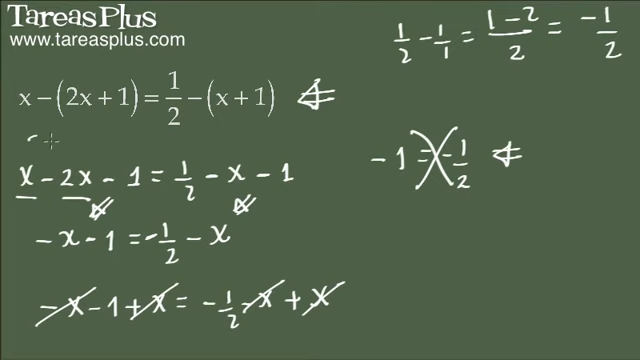 TareasPlus
www.tareasplus.com
1/2 - 1/1 = (1-2)/2 = -1/2
x − (2x + 1) = 1/2 − (x + 1)
x - 2x - 1 = 1/2 - x - 1
-1 = -1/2
-x - 1 = -1/2 - x
-x - 1 + x = -1/2 - x + x